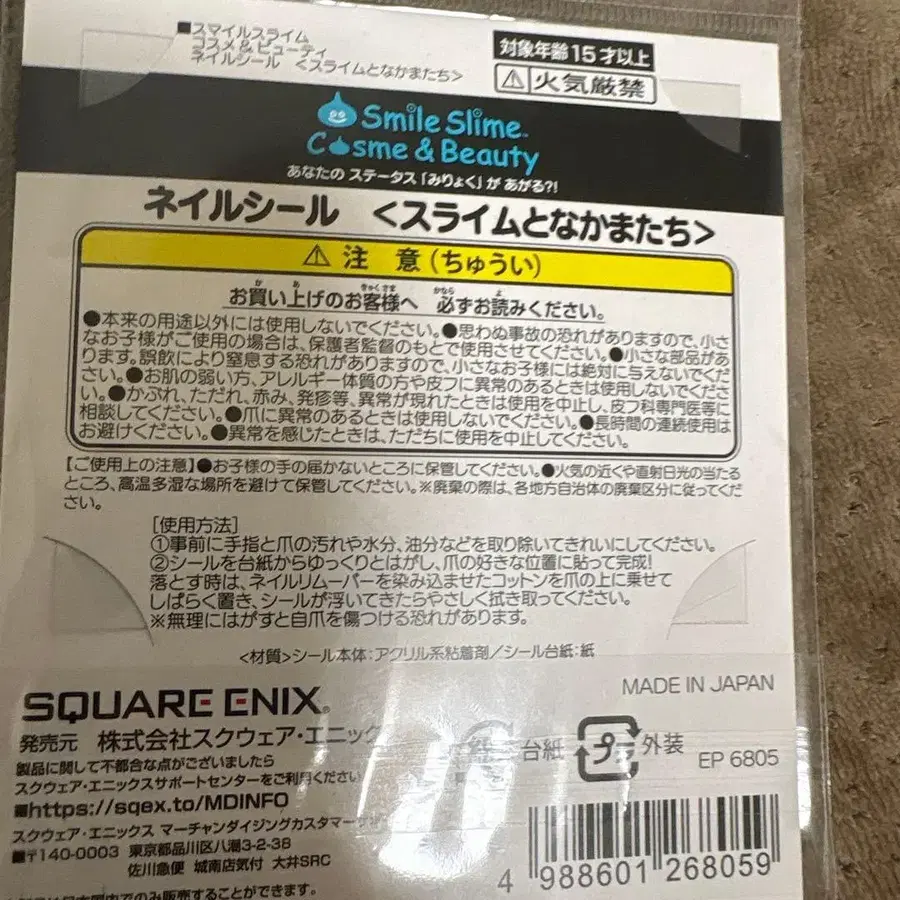 ■スマイルスライム
コスメ&ビューティ
ネイルシール <スライムとなかまたち>
対象年齢15才以上
⚠火気厳禁
Smile Slime™
Cosme & Beauty
あなたの ステータス「みりょく」が あがる?!
ネイルシール <スライムとなかまたち>
⚠ 注 意(ちゅうい)
お買い上げのお客様へ 必ずお読みください。
●本来の用途以外には使用しないでください。●思わぬ事故の恐れがありますので、小さ
なお子様がご使用の場合は、保護者監督のもとで使用させてください。●小さな部品があ
ります。誤飲により窒息する恐れがありますので、小さなお子様には絶対に与えないでくだ
さい。●お肌の弱い方、アレルギー体質の方や皮フに異常のあるときは使用しないでくださ
い。●かぶれ、ただれ、赤み、発疹等、異常が現れたときは使用を中止し、皮フ科専門医等に
相談してください。●爪に異常のあるときは使用しないでください。●長時間の連続使用は
お避けください。●異常を感じたときは、ただちに使用を中止してください。
【ご使用上の注意】●お子様の手の届かないところに保管してください。●火気の近くや直射日光の当たる
ところ、高温多湿な場所を避けて保管してください。※廃棄の際は、各地方自治体の廃棄区分に従ってくだ
さい。
[使用方法]
①事前に手指と爪の汚れや水分、油分などを取り除いてきれいにしてください。
②シールを台紙からゆっくりとはがし、爪の好きな位置に貼って完成!
落とす時は、ネイルリムーバーを染み込ませたコットンを爪の上に乗せて
しばらく置き、シールが浮いてきたらやさしく拭き取ってください。
※無理にはがすと自爪を傷つける恐れがあります。
<材質>シール本体:アクリル系粘着剤/シール台紙:紙
SQUARE ENIX®
MADE IN JAPAN
発売元 株式会社スクウェア・エニック
台紙 プラ 外装
EP 6805
製品に関して不都合な点がございましたら
スクウェア・エニックスサポートセンターをご利用ください
■https://sqex.to/MDINFO
スクウェア・エニックス マーチャンダイジングカスタマー
■〒140-0003 東京都品川区八潮3-2-38
佐川急便 城南店気付 大井SRC
4 988601 268059
日本国内でのみ販売することができます。